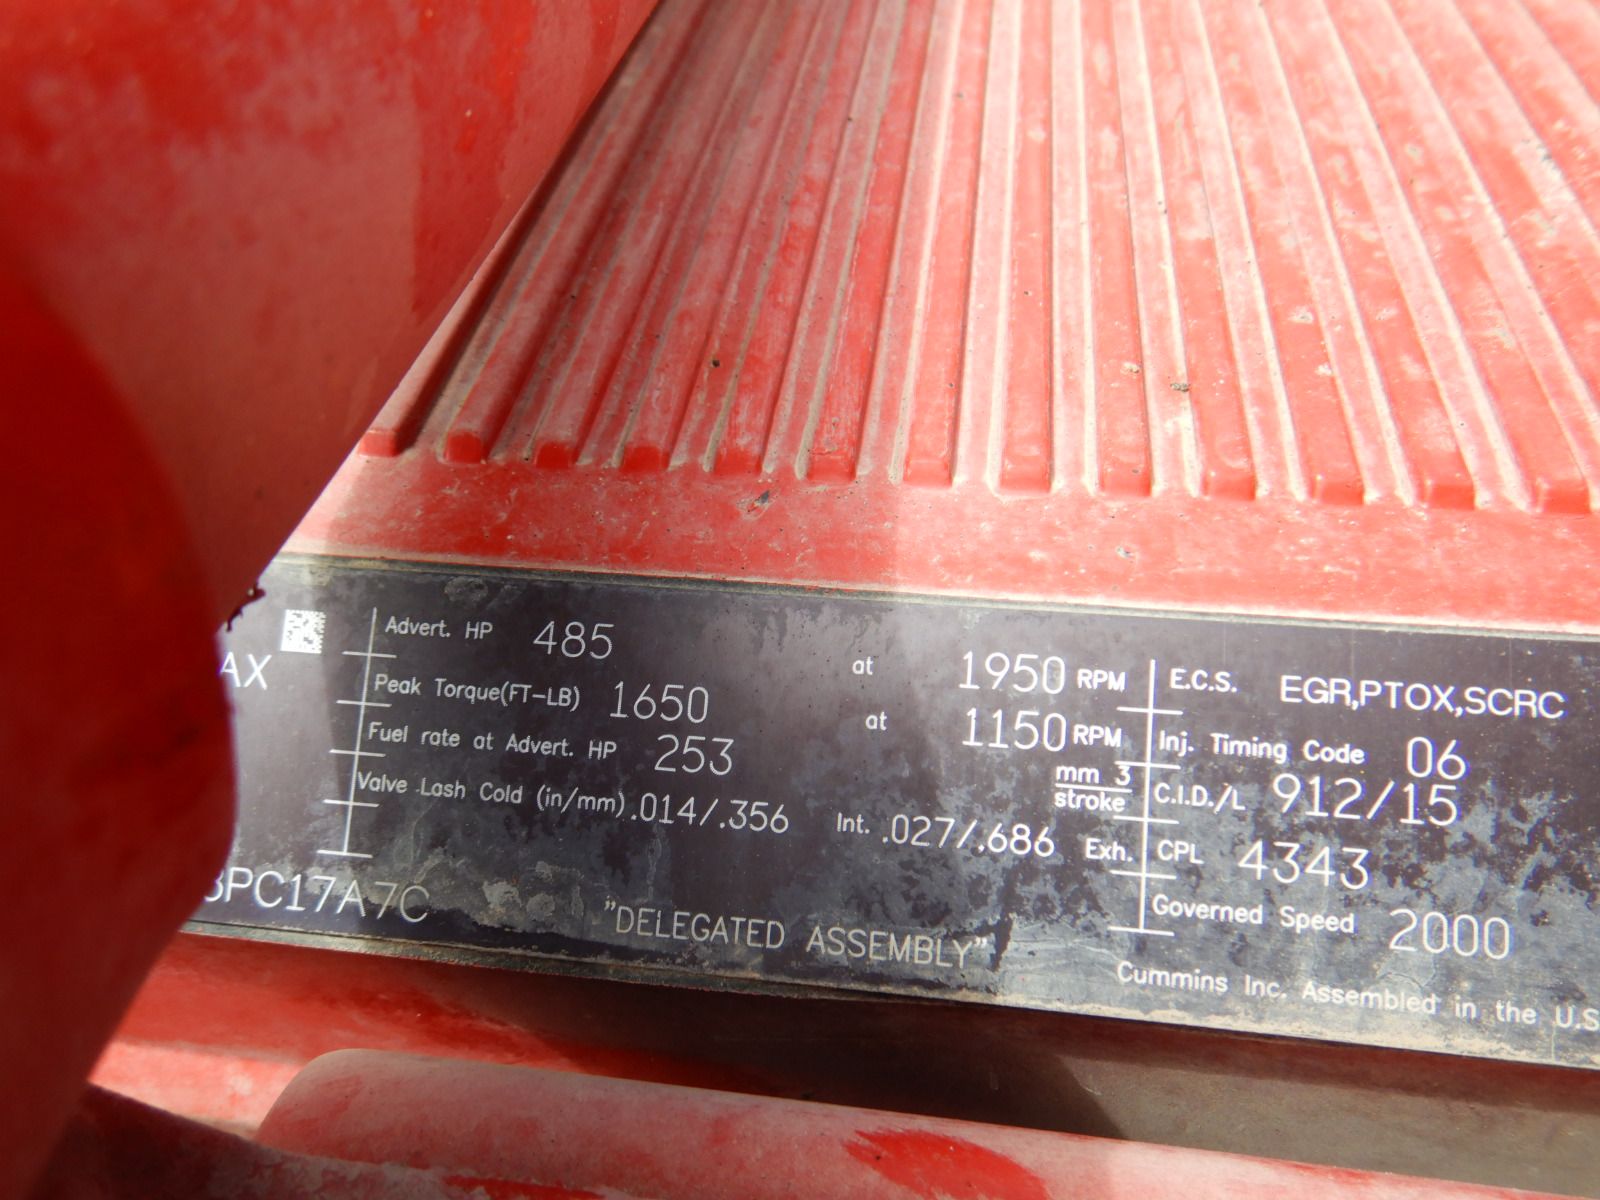 Advert. HP 485 at 1950 RPM
Peak Torque(FT-LB) 1650 at 1150 RPM
Fuel rate at Advert. HP 253 mm 3 stroke
Valve Lash Cold (in/mm) .014/.356 Int. .027/.686 Exh.
AX
PC17A7C
"DELEGATED ASSEMBLY"
E.C.S. EGR,PTOX,SCRC
Inj. Timing Code 06
C.I.D./L 912/15
CPL 4343
Governed Speed 2000
Cummins Inc. Assembled in the U.S